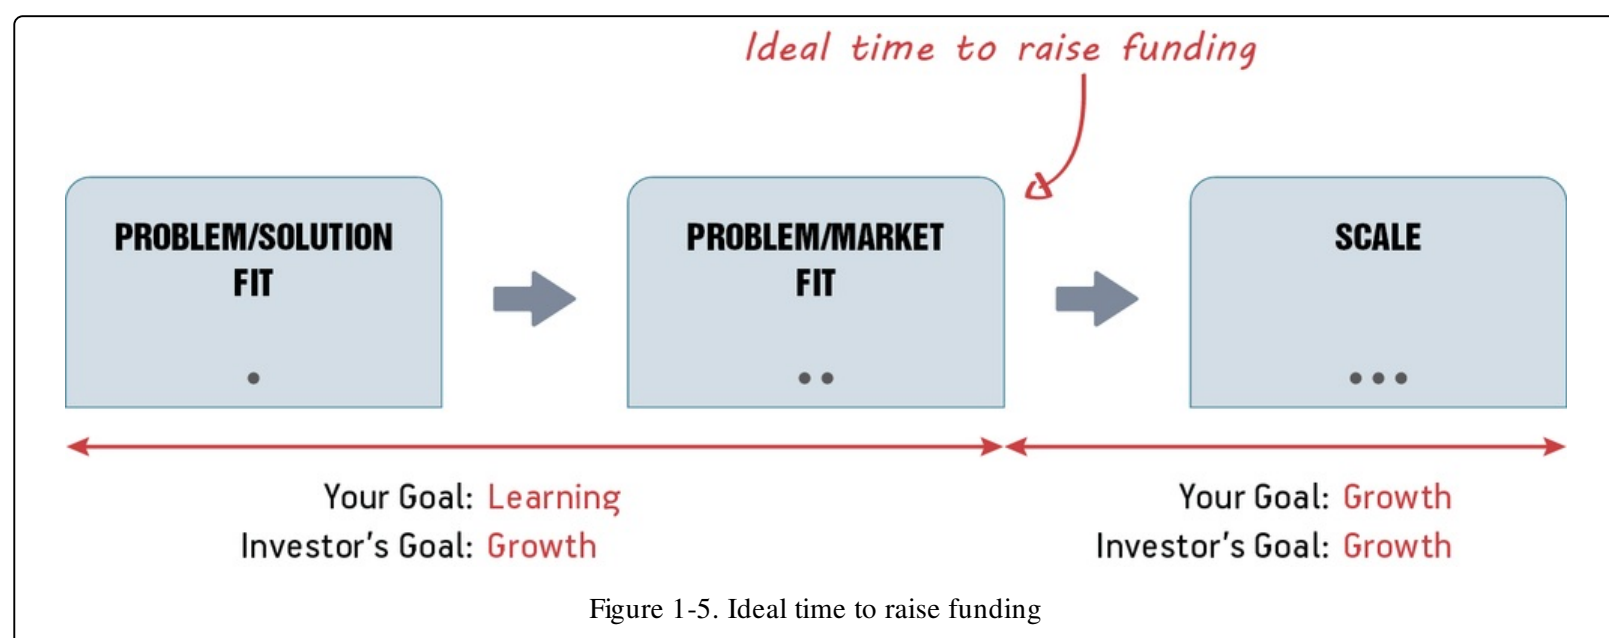 Ideal time to raise funding
PROBLEM/SOLUTION
FIT
PROBLEM/MARKET
FIT
SCALE
Your Goal: Learning
Investor's Goal: Growth
Your Goal: Growth
Investor's Goal: Growth
Figure 1-5. Ideal time to raise funding